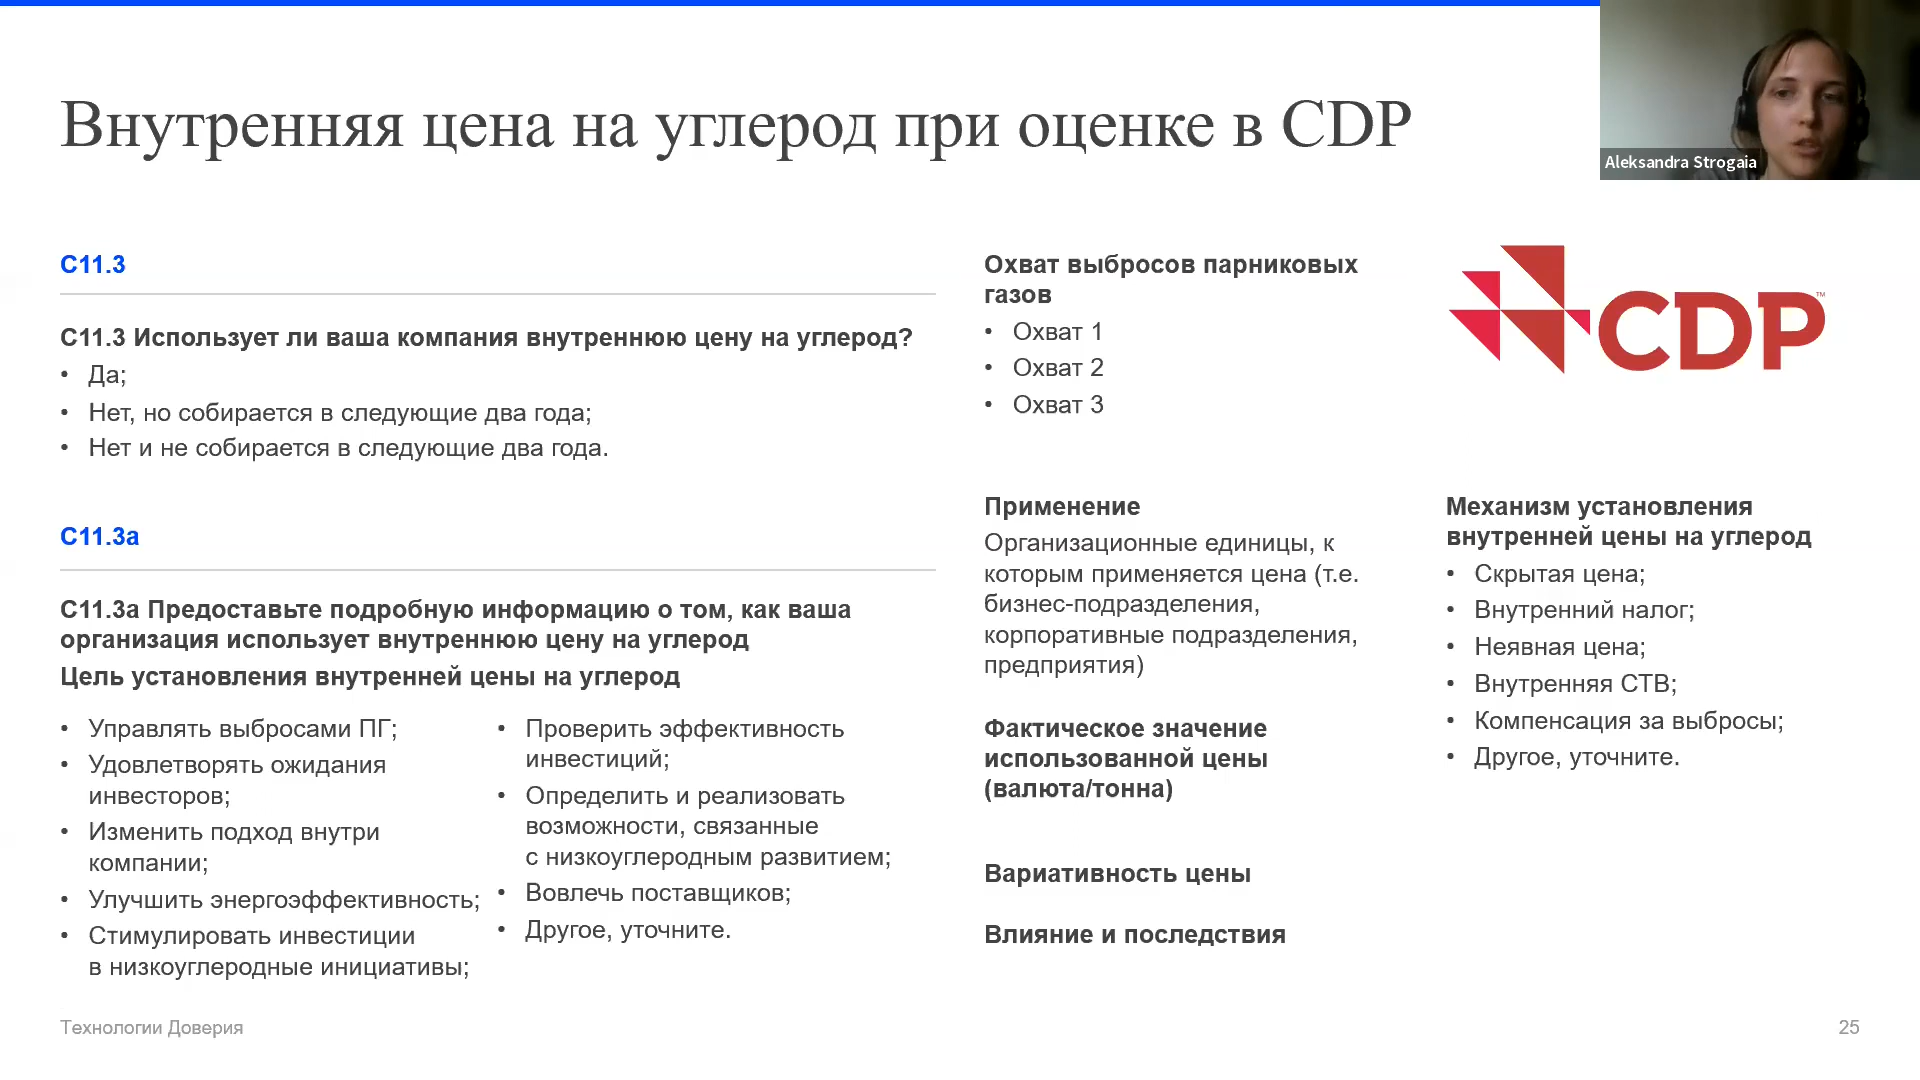 Внутренняя цена на углерод при оценке в CDP
Aleksandra Strogaia
C11.3
C11.3 Использует ли ваша компания внутреннюю цену на углерод?
• Да;
• Нет, но собирается в следующие два года;
• Нет и не собирается в следующие два года.
C11.3a
C11.3a Предоставьте подробную информацию о том, как ваша
организация использует внутреннюю цену на углерод
Цель установления внутренней цены на углерод
• Управлять выбросами ПГ;
• Удовлетворять ожидания
инвесторов;
• Изменить подход внутри
компании;
• Улучшить энергоэффективность;
• Стимулировать инвестиции
в низкоуглеродные инициативы;
• Проверить эффективность
инвестиций;
• Определить и реализовать
возможности, связанные
с низкоуглеродным развитием;
• Вовлечь поставщиков;
• Другое, уточните.
Охват выбросов парниковых
газов
• Охват 1
• Охват 2
• Охват 3
Применение
Организационные единицы, к
которым применяется цена (т.е.
бизнес-подразделения,
корпоративные подразделения,
предприятия)
Фактическое значение
использованной цены
(валюта/тонна)
Вариативность цены
Влияние и последствия
CDP™
Механизм установления
внутренней цены на углерод
• Скрытая цена;
• Внутренний налог;
• Неявная цена;
• Внутренняя СТВ;
• Компенсация за выбросы;
• Другое, уточните.
Технологии Доверия
25